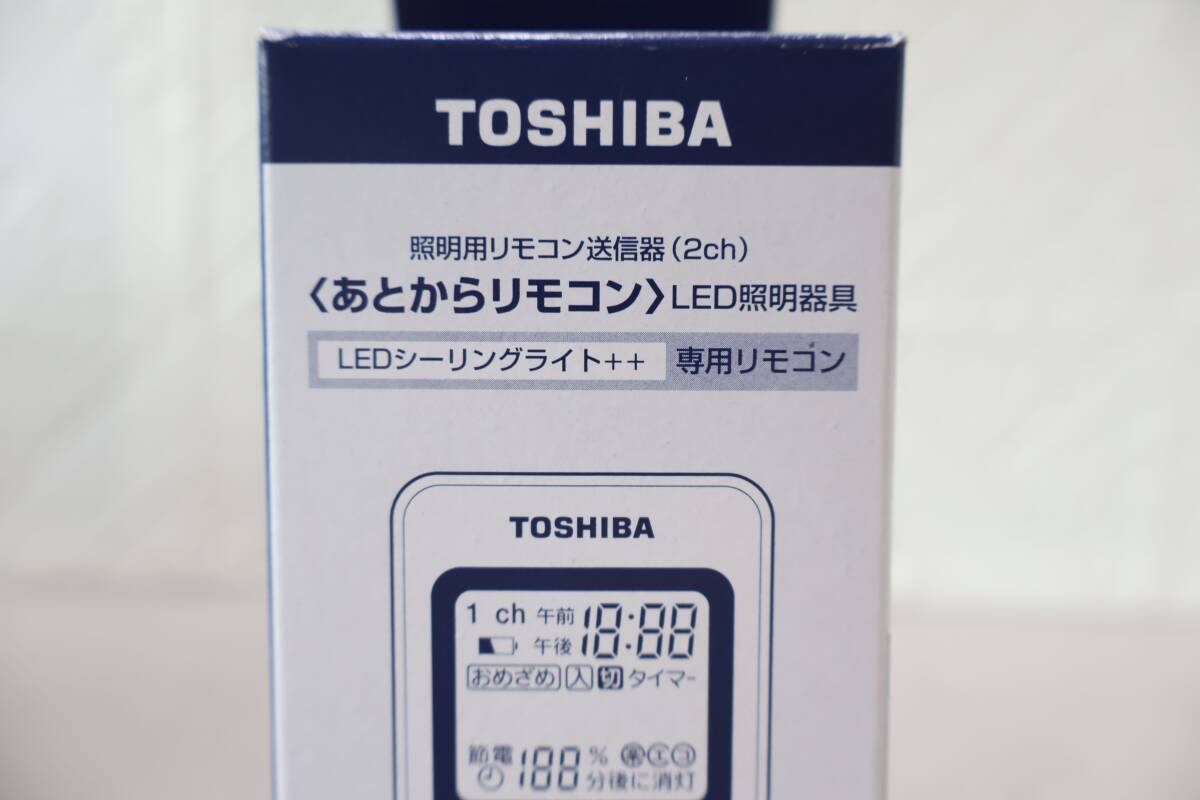 TOSHIBA
照明用リモコン送信器(2ch)
〈あとからリモコン〉LED照明器具
LEDシーリングライト++ 専用リモコン
TOSHIBA
1 ch 午前 18:88
午後
おめざめ 入 切 タイマー
節電 188 %
分後に消灯